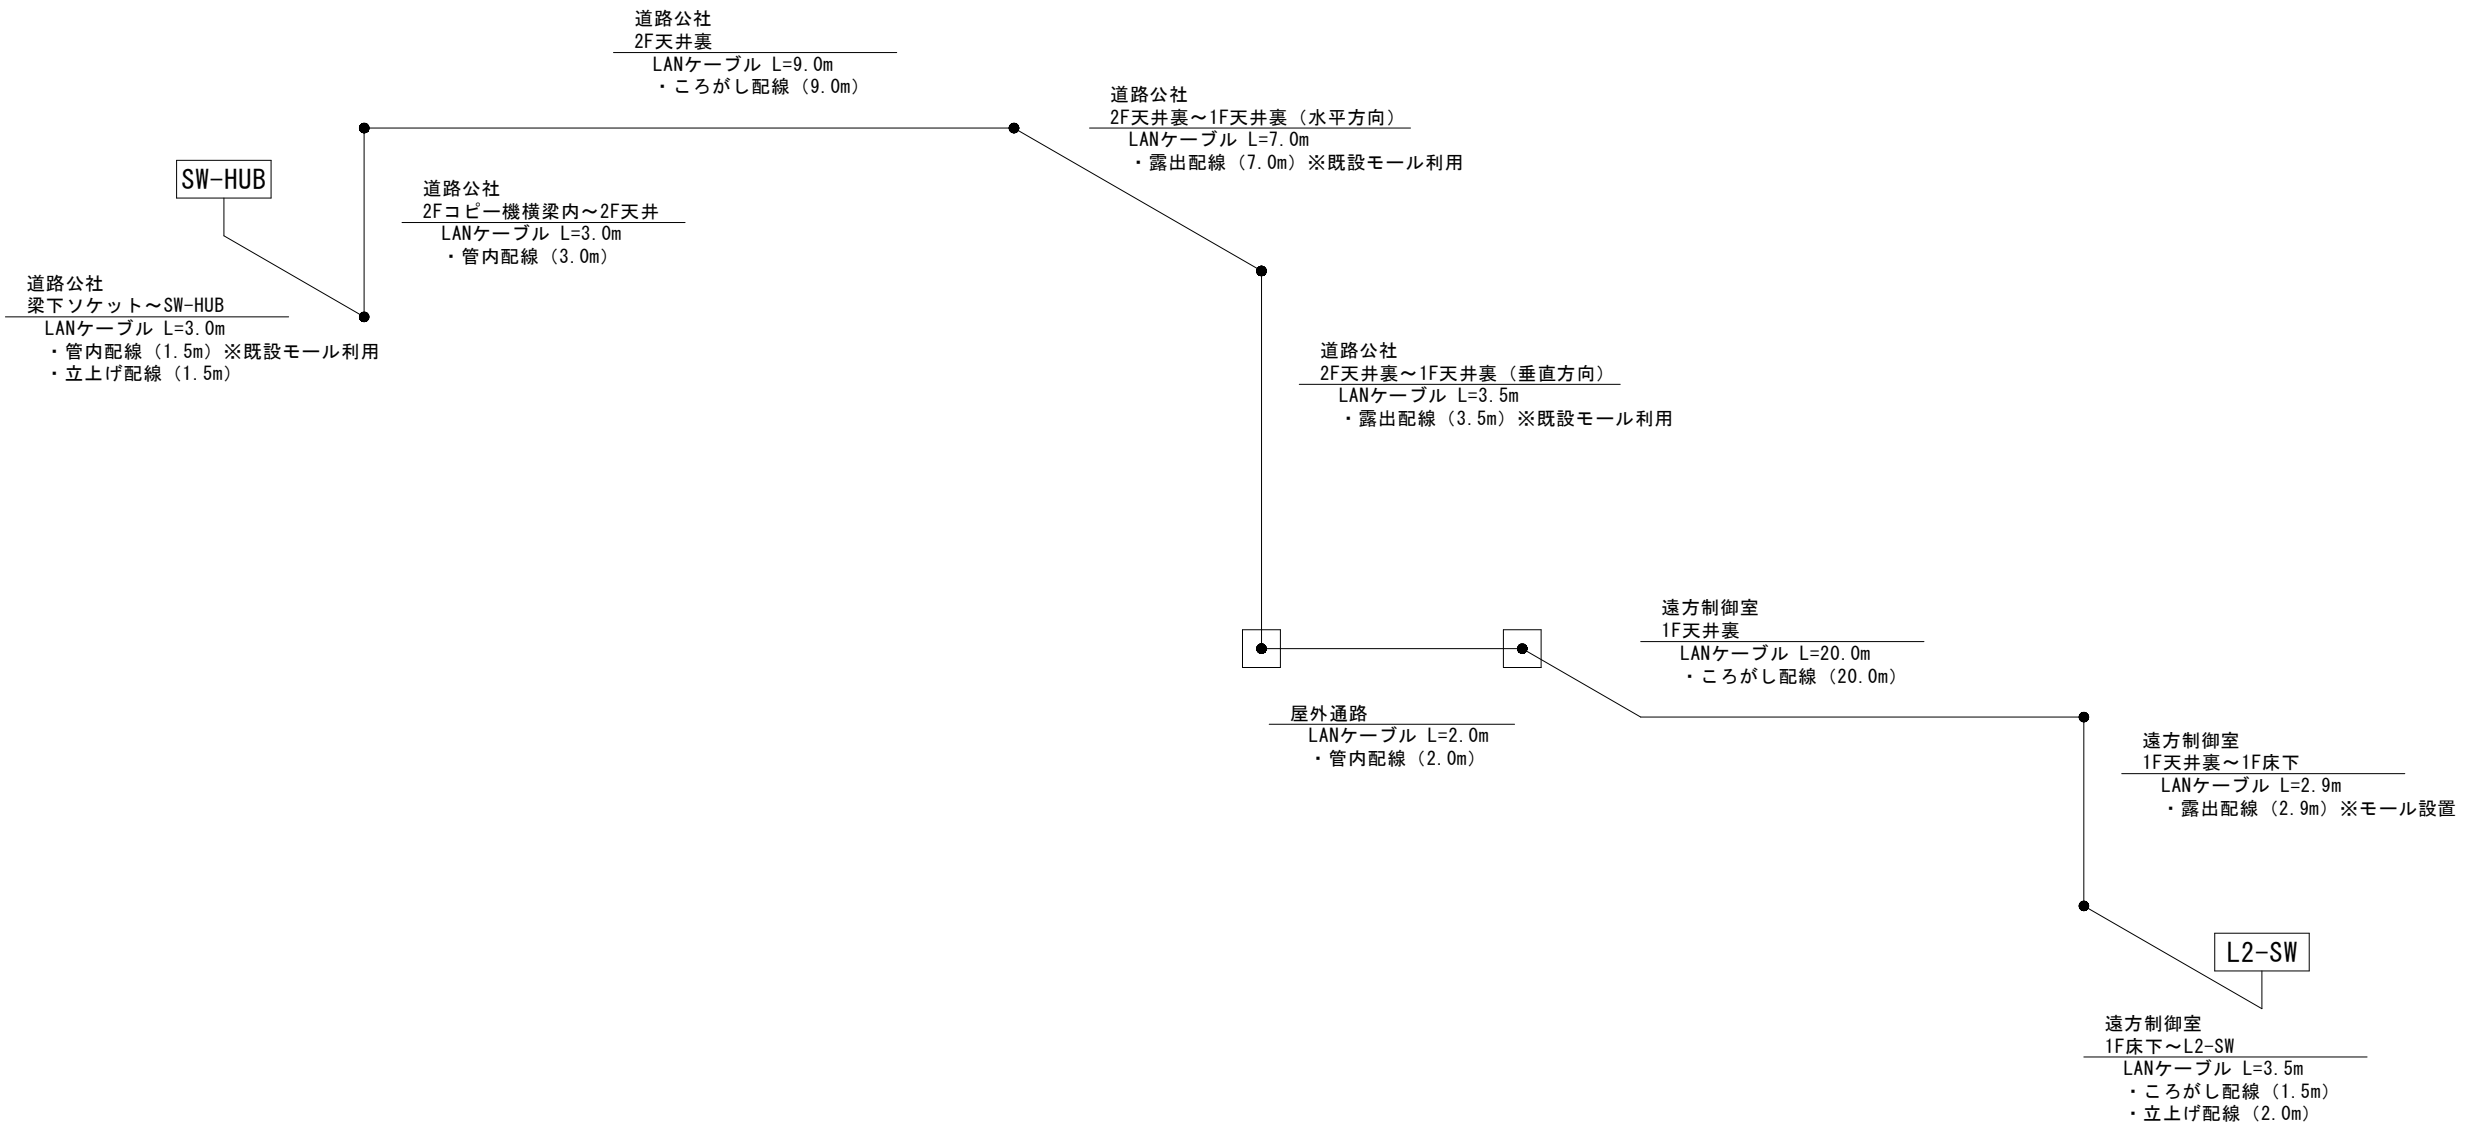 道路公社
2F天井裏
LANケーブル L=9.0m
・ころがし配線（9.0m）
道路公社
2F天井裏～1F天井裏（水平方向）
LANケーブル L=7.0m
・露出配線（7.0m）※既設モール利用
SW-HUB
道路公社
2Fコピー機横梁内～2F天井
LANケーブル L=3.0m
・管内配線（3.0m）
道路公社
梁下ソケット～SW-HUB
LANケーブル L=3.0m
・管内配線（1.5m）※既設モール利用
・立上げ配線（1.5m）
道路公社
2F天井裏～1F天井裏（垂直方向）
LANケーブル L=3.5m
・露出配線（3.5m）※既設モール利用
遠方制御室
1F天井裏
LANケーブル L=20.0m
・ころがし配線（20.0m）
屋外通路
LANケーブル L=2.0m
・管内配線（2.0m）
遠方制御室
1F天井裏～1F床下
LANケーブル L=2.9m
・露出配線（2.9m）※モール設置
L2-SW
遠方制御室
1F床下～L2-SW
LANケーブル L=3.5m
・ころがし配線（1.5m）
・立上げ配線（2.0m）